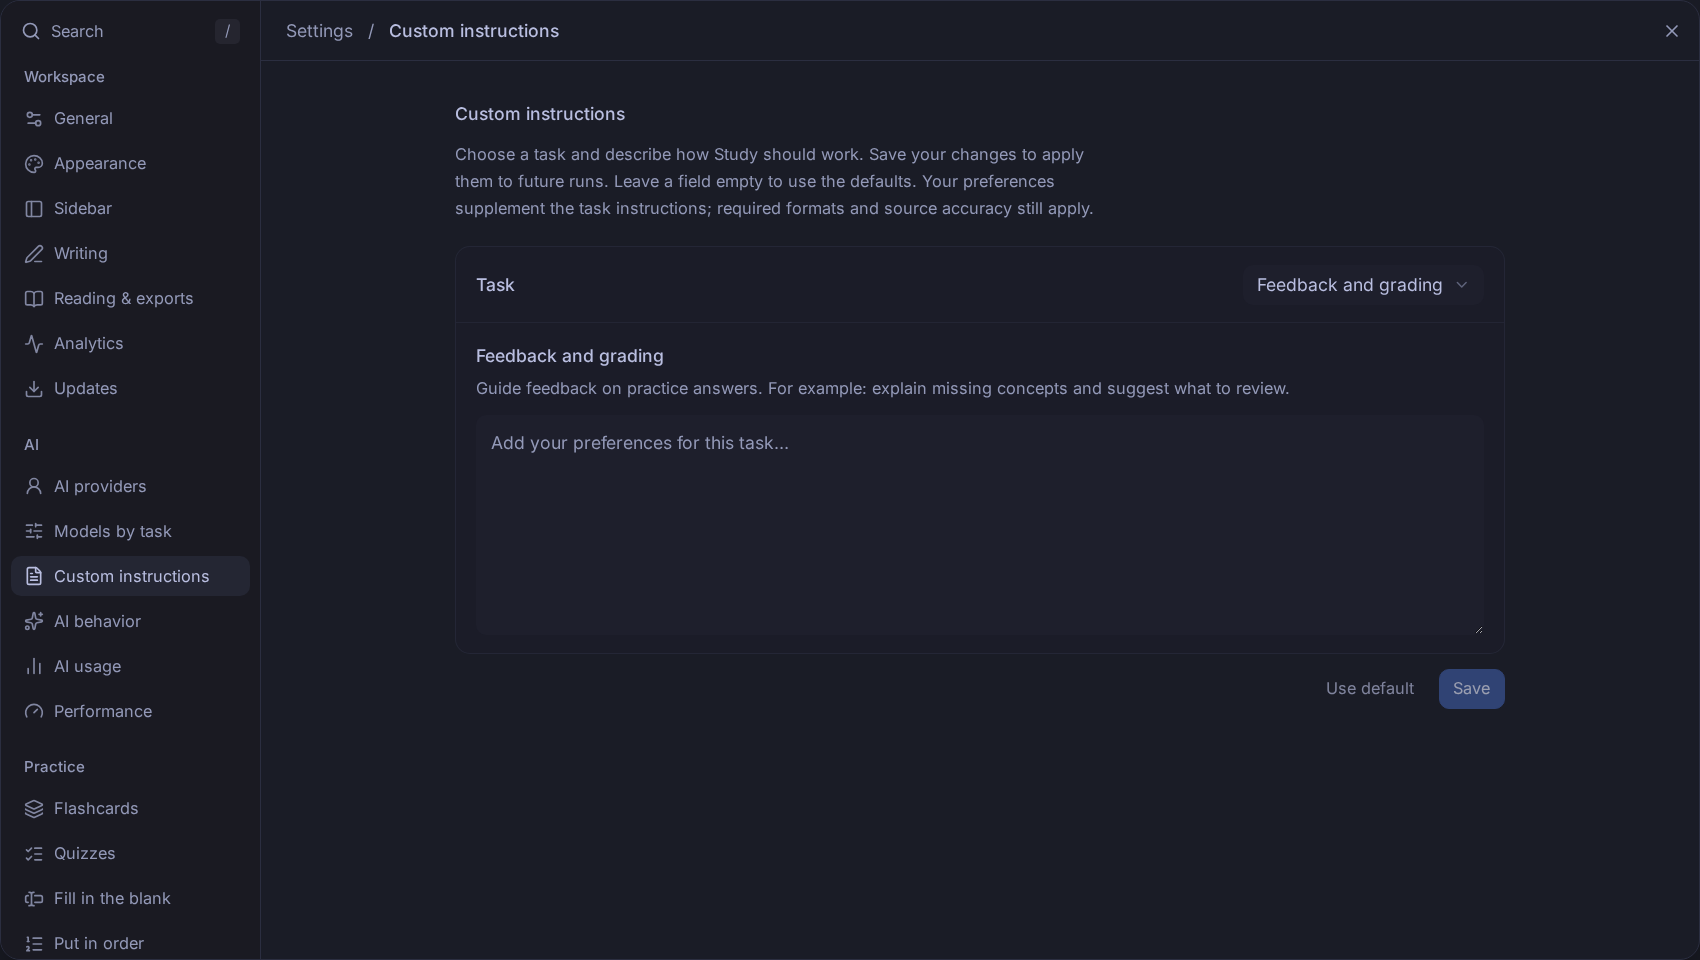 Search /
Workspace
General
Appearance
Sidebar
Writing
Reading & exports
Analytics
Updates
AI
AI providers
Models by task
Custom instructions
AI behavior
AI usage
Performance
Practice
Flashcards
Quizzes
Fill in the blank
Put in order
Settings / Custom instructions
Custom instructions
Choose a task and describe how Study should work. Save your changes to apply
them to future runs. Leave a field empty to use the defaults. Your preferences
supplement the task instructions; required formats and source accuracy still apply.
Task Feedback and grading
Feedback and grading
Guide feedback on practice answers. For example: explain missing concepts and suggest what to review.
Add your preferences for this task...
Use default Save